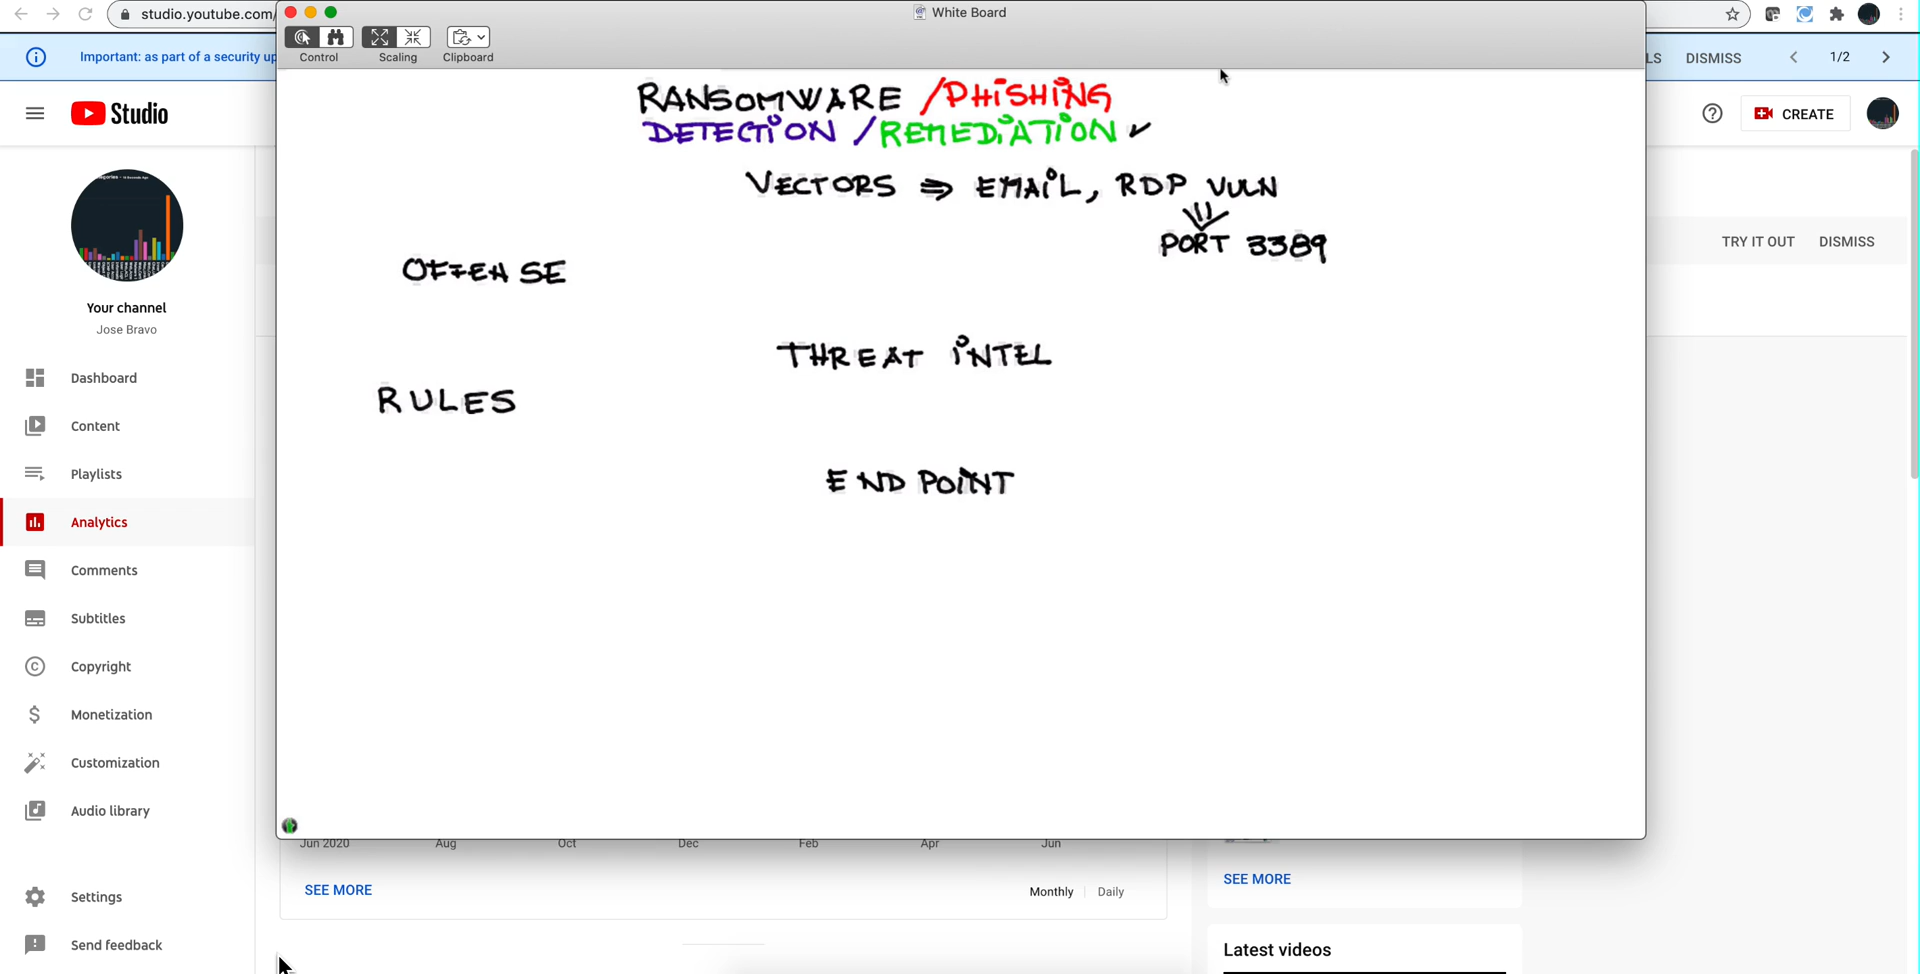 studio.youtube.com/
White Board
Control
Scaling
Clipboard
Important: as part of a security up
LS
DISMISS
1/2
Studio
CREATE
RANSOMWARE /PHISHING
DETECTION /REMEDIATION ✓
VECTORS ⇒ EMAIL, RDP VULN
PORT 3389
OFFENSE
THREAT INTEL
RULES
END POINT
TRY IT OUT
DISMISS
Your channel
Jose Bravo
Dashboard
Content
Playlists
Analytics
Comments
Subtitles
Copyright
Monetization
Customization
Audio library
Settings
Send feedback
Jun 2020
Aug
Oct
Dec
Feb
Apr
Jun
SEE MORE
Monthly
Daily
SEE MORE
Latest videos